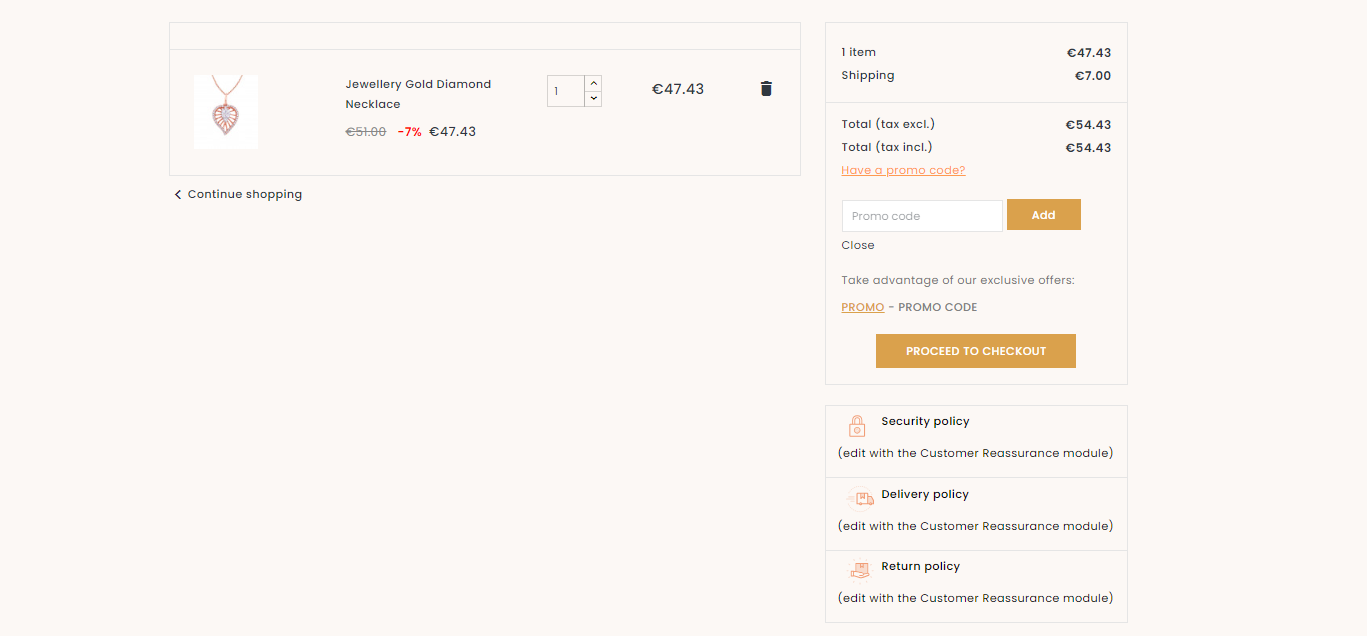 Jewellery Gold Diamond
Necklace
€51.00 -7% €47.43
1
€47.43
Continue shopping
1 item €47.43
Shipping €7.00
Total (tax excl.) €54.43
Total (tax incl.) €54.43
Have a promo code?
Promo code Add
Close
Take advantage of our exclusive offers:
PROMO - PROMO CODE
PROCEED TO CHECKOUT
Security policy
(edit with the Customer Reassurance module)
Delivery policy
(edit with the Customer Reassurance module)
Return policy
(edit with the Customer Reassurance module)